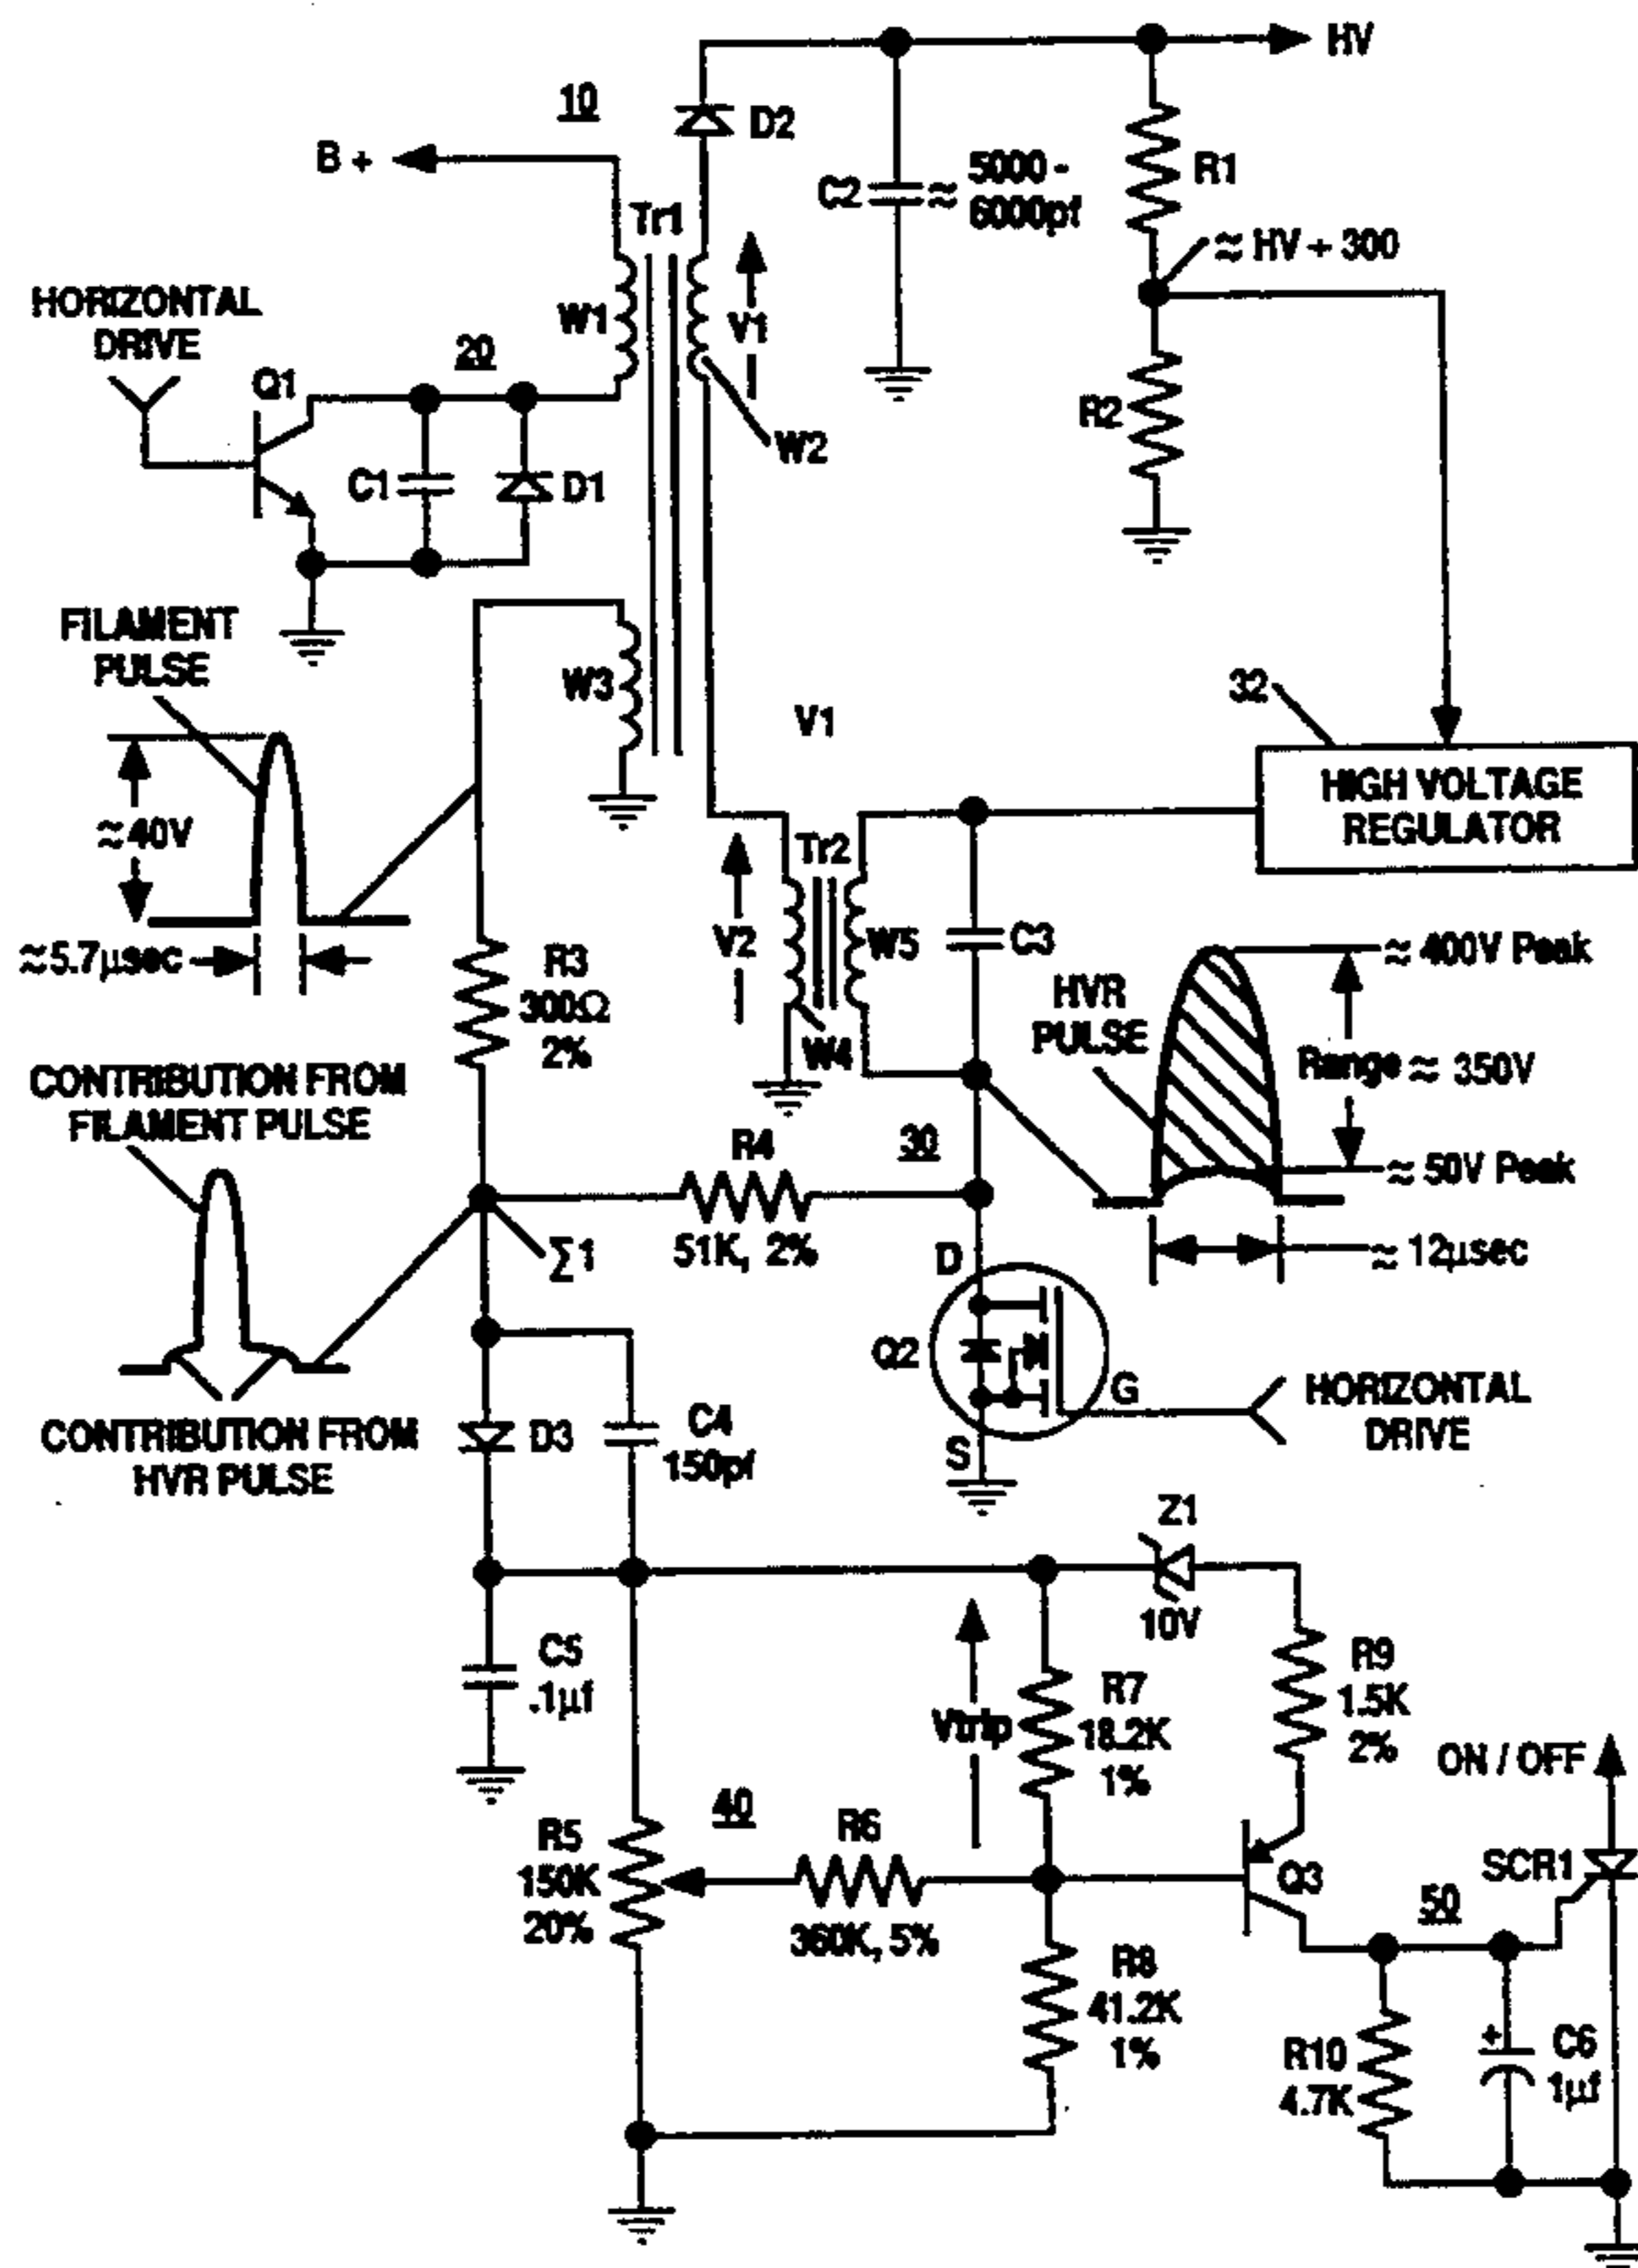 HV
10
D2
B +
C2
≈ 5000 -
6000pf
R1
Tr1
≈ HV ÷ 300
HORIZONTAL
DRIVE
W1
V1
20
Q1
R2
W2
C1
D1
FILAMENT
PULSE
W3
32
V1
HIGH VOLTAGE
REGULATOR
≈40V
Tr2
V2
W5
C3
≈5.7µsec
R3
300Ω
2%
W4
HVR
PULSE
≈ 400V Peak
Range ≈ 350V
≈ 50V Peak
≈ 12µsec
CONTRIBUTION FROM
FILAMENT PULSE
R4
51K, 2%
30
∑1
D
Q2
G
S
HORIZONTAL
DRIVE
CONTRIBUTION FROM
HVR PULSE
D3
C4
150pf
Z1
10V
C5
.1µf
Vtrip
R7
18.2K
1%
R9
1.5K
2%
ON / OFF
40
R5
150K
20%
R6
360K, 5%
Q3
SCR1
50
R8
41.2K
1%
R10
4.7K
+
C6
1µf